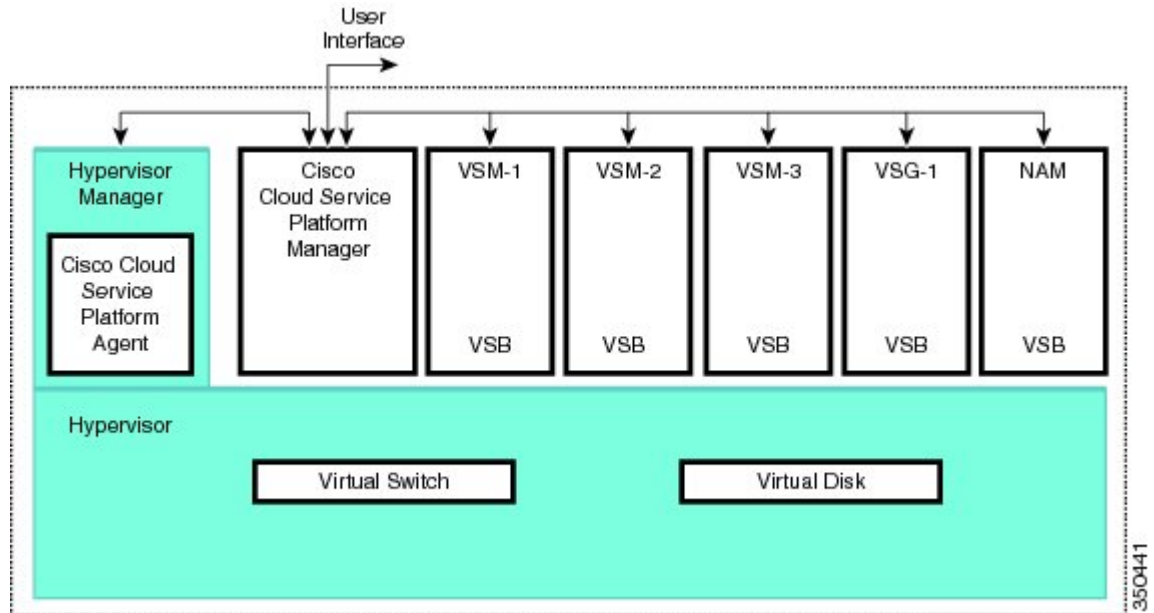 User
Interface
Hypervisor
Manager
Cisco
Cloud Service
Platform
Manager
VSM-1
VSM-2
VSM-3
VSG-1
NAM
Cisco Cloud
Service
Platform
Agent
VSB
VSB
VSB
VSB
VSB
Hypervisor
Virtual Switch
Virtual Disk
350441